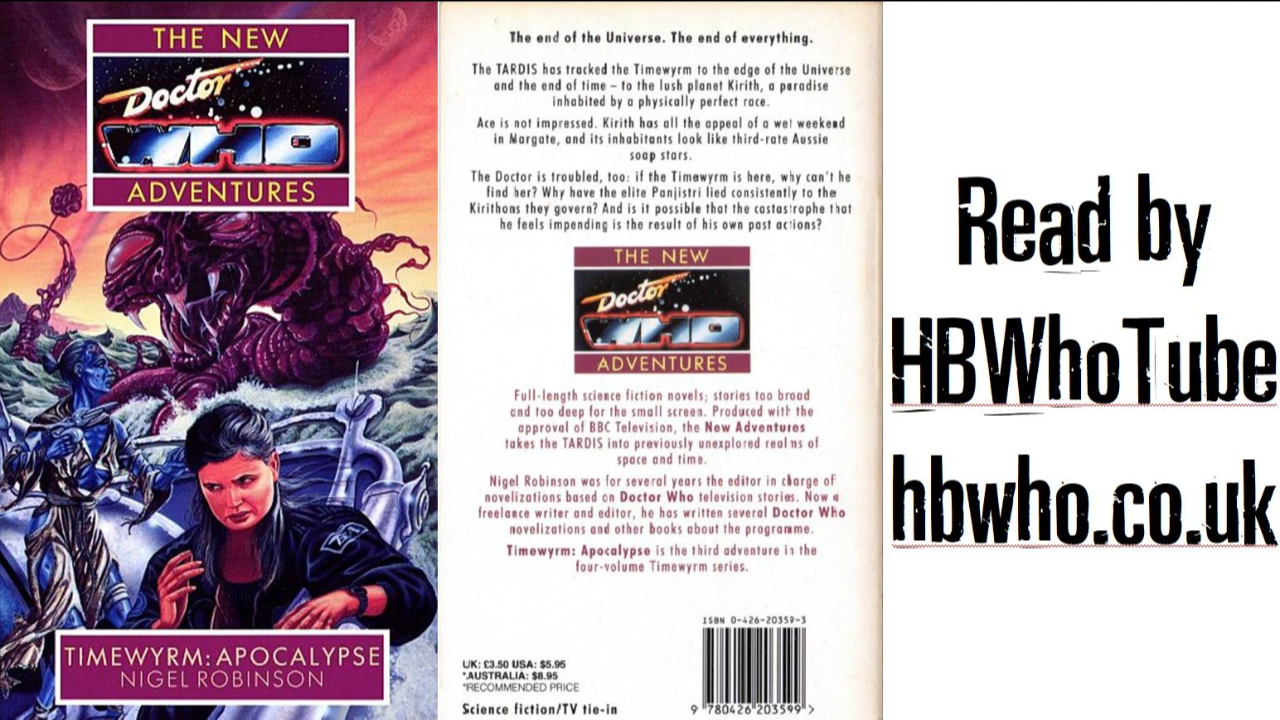 THE NEW
Doctor
WHO
ADVENTURES
TIMEWYRM: APOCALYPSE
NIGEL ROBINSON
The end of the Universe. The end of everything.
The TARDIS has tracked the Timewyrm to the edge of the Universe
and the end of time – to the lush planet Kirith, a paradise
inhabited by a physically perfect race.
Ace is not impressed. Kirith has all the appeal of a wet weekend
in Margate, and its inhabitants look like third-rate Aussie
soap stars.
The Doctor is troubled, too: if the Timewyrm is here, why can't he
find her? Why have the elite Panjistri lied consistently to the
Kirithons they govern? And is it possible that the catastrophe that
he feels impending is the result of his own past actions?
THE NEW
Doctor
WHO
ADVENTURES
Full-length science fiction novels; stories too broad
and too deep for the small screen. Produced with the
approval of BBC Television, the New Adventures
takes the TARDIS into previously unexplored realms of
space and time.
Nigel Robinson was for several years the editor in charge of
novelizations based on Doctor Who television stories. Now a
freelance writer and editor, he has written several Doctor Who
novelizations and other books about the programme.
Timewyrm: Apocalypse is the third adventure in the
four-volume Timewyrm series.
ISBN 0-426-20359-3
UK: £3.50 USA: $5.95
*AUSTRALIA: $8.95
*RECOMMENDED PRICE
Science fiction/TV tie-in
9 780426 203599 >
Read by
HBWhoTube
hbwho.co.uk